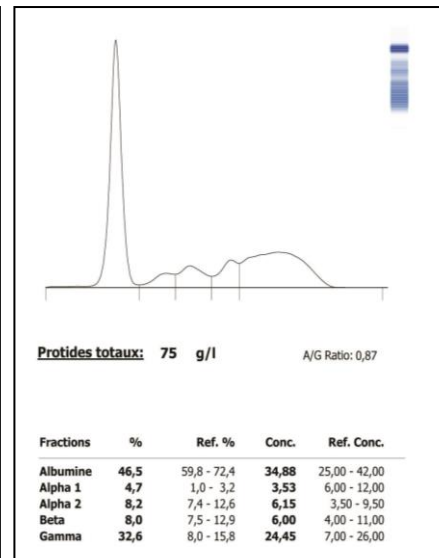 Protides totaux: 75 g/l A/G Ratio: 0,87
Fractions % Ref. % Conc. Ref. Conc.
Albumine 46,5 59,8 - 72,4 34,88 25,00 - 42,00
Alpha 1 4,7 1,0 - 3,2 3,53 6,00 - 12,00
Alpha 2 8,2 7,4 - 12,6 6,15 3,50 - 9,50
Beta 8,0 7,5 - 12,9 6,00 4,00 - 11,00
Gamma 32,6 8,0 - 15,8 24,45 7,00 - 26,00